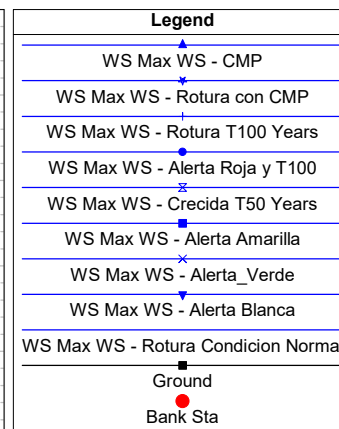 Legend
WS Max WS - CMP
WS Max WS - Rotura con CMP
WS Max WS - Rotura T100 Years
WS Max WS - Alerta Roja y T100
WS Max WS - Crecida T50 Years
WS Max WS - Alerta Amarilla
WS Max WS - Alerta_Verde
WS Max WS - Alerta Blanca
WS Max WS - Rotura Condicion Norma
Ground
Bank Sta